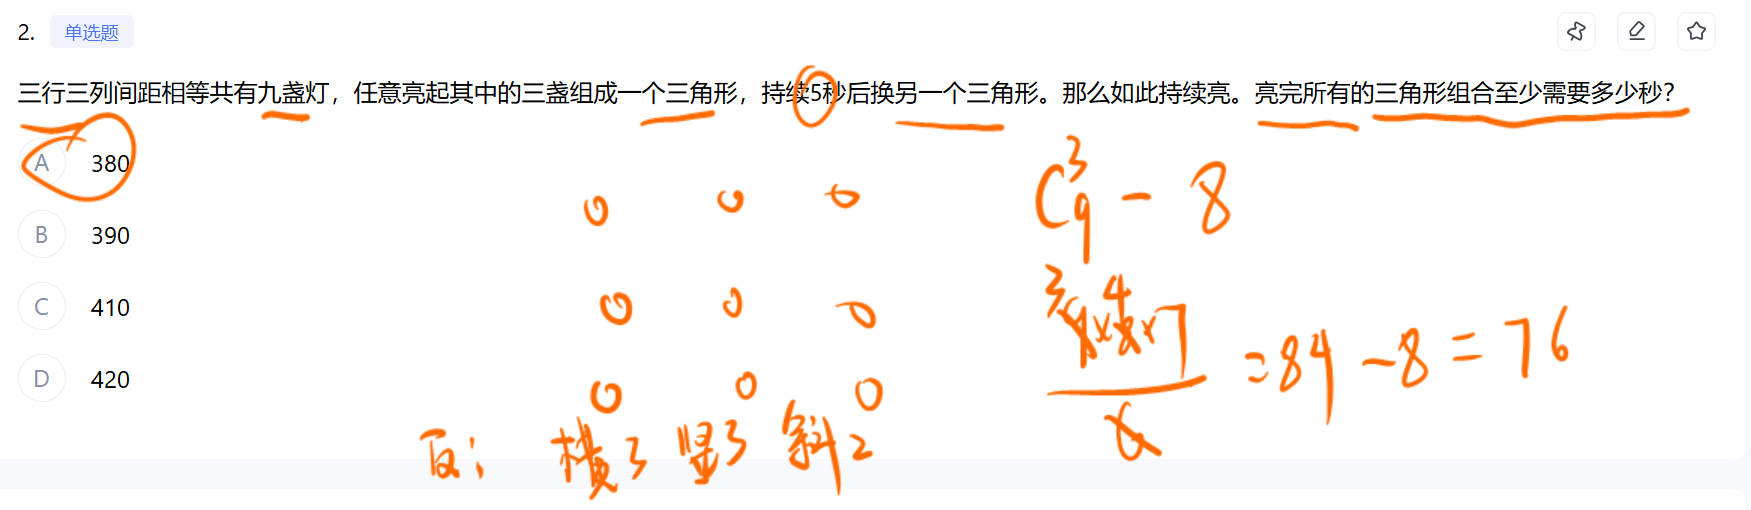 2. 单选题
三行三列间距相等共有九盏灯，任意亮起其中的三盏组成一个三角形，持续5秒后换另一个三角形。那么如此持续亮。亮完所有的三角形组合至少需要多少秒？
A 380
B 390
C 410
D 420
C₉³ - 8
3 4
9×8×7
6
=84-8=76
反: 横3 竖3 斜2